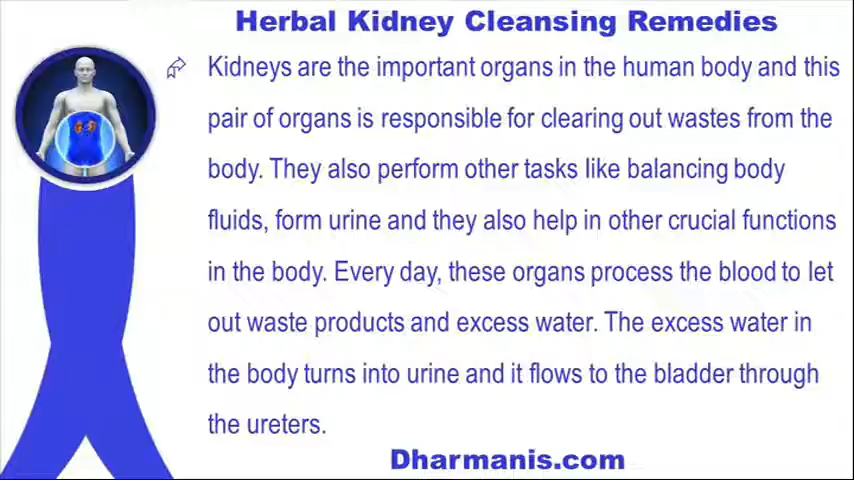 Herbal Kidney Cleansing Remedies
Kidneys are the important organs in the human body and this
pair of organs is responsible for clearing out wastes from the
body. They also perform other tasks like balancing body
fluids, form urine and they also help in other crucial functions
in the body. Every day, these organs process the blood to let
out waste products and excess water. The excess water in
the body turns into urine and it flows to the bladder through
the ureters.
Dharmanis.com